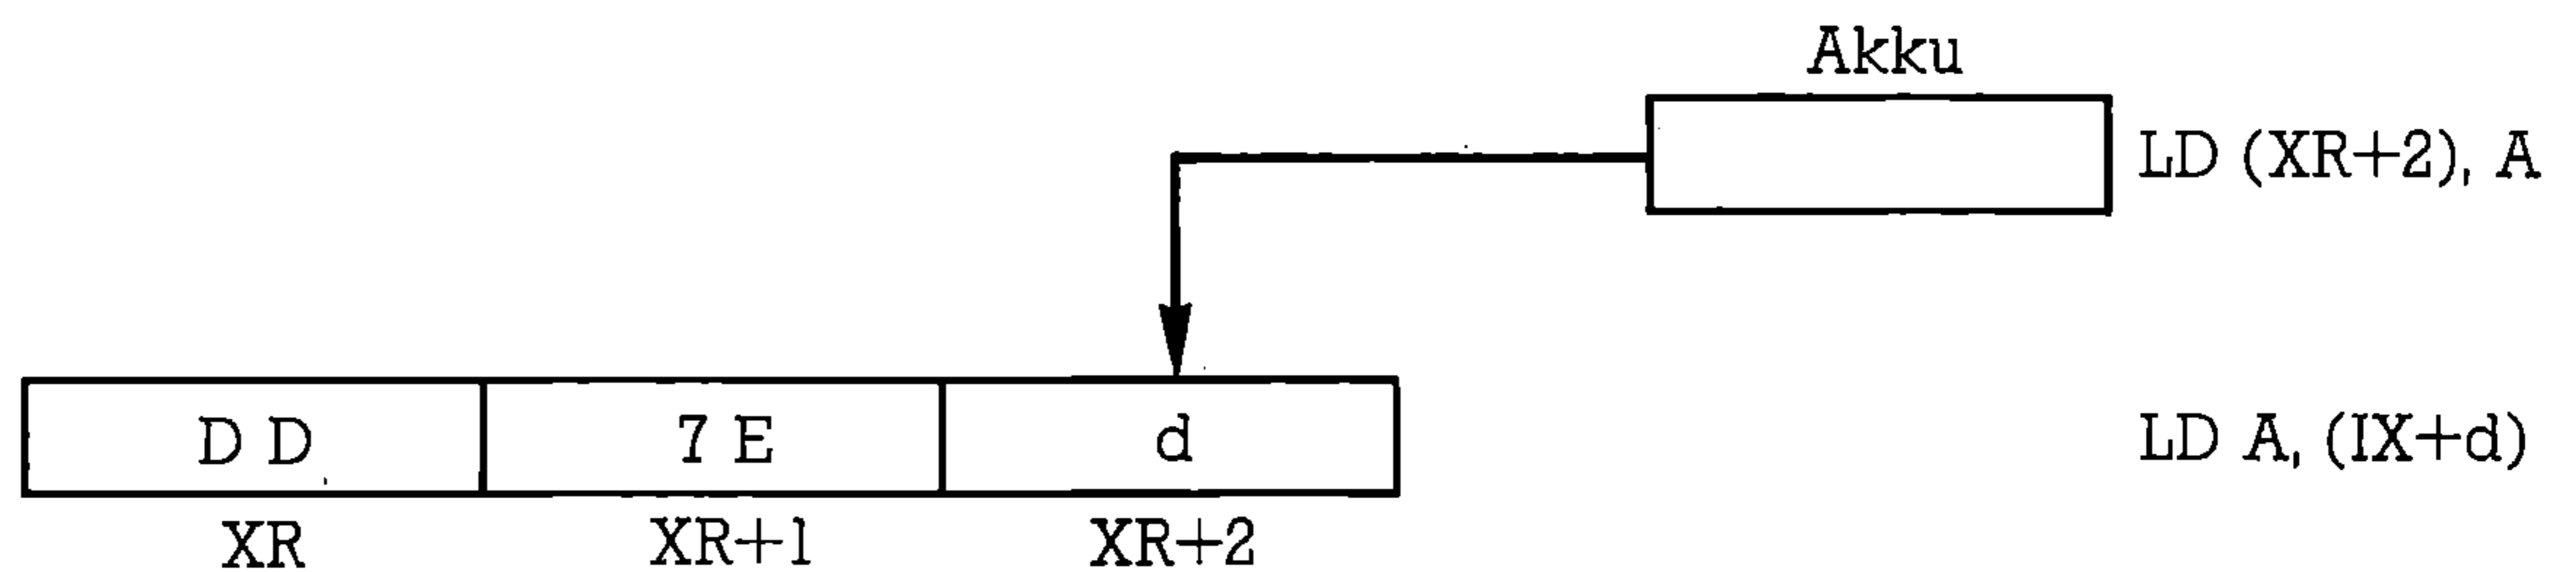 Akku
LD (XR+2), A
D D 7 E d LD A, (IX+d)
XR XR+1 XR+2